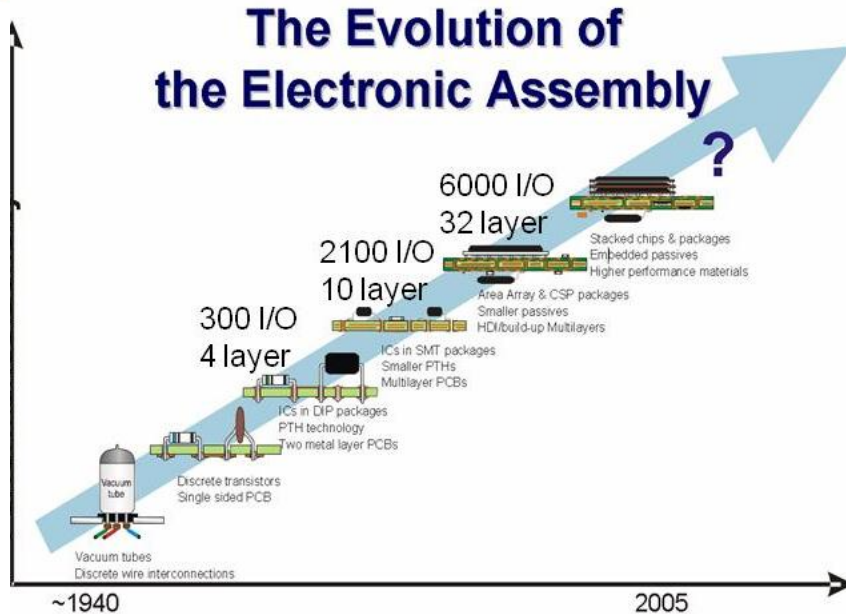 The Evolution of
the Electronic Assembly
?
6000 I/O
32 layer
Stacked chips & packages
Embedded passives
Higher performance materials
2100 I/O
10 layer
Area Array & CSP packages
Smaller passives
HDI/build-up Multilayers
300 I/O
4 layer
ICs in SMT packages
Smaller PTHs
Multilayer PCBs
ICs in DIP packages
PTH technology
Two metal layer PCBs
Discrete transistors
Single sided PCB
Vacuum
tube
Vacuum tubes
Discrete wire interconnections
~1940
2005